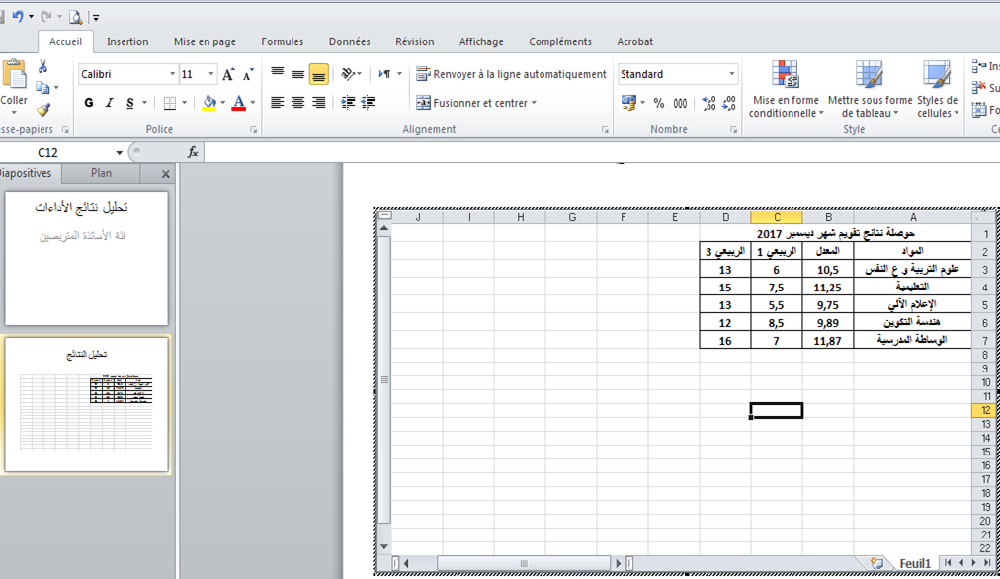 Accueil Insertion Mise en page Formules Données Révision Affichage Compléments Acrobat
Calibri 11 A A Renvoyer à la ligne automatiquement Standard
Coller G I S A Fusionner et centrer % 000 ,00 ,00 Mise en forme conditionnelle Mettre sous forme de tableau Styles de cellules
sse-papiers Police Alignement Nombre Style
C12 fx
iapositives Plan
تحليل نتائج الأداءات
فئة الأساتذة المتربصين
تحليل النتائج
J I H G F E D C B A
حوصلة نتائج تقويم شهر ديسمبر 2017 1
المواد المعدل الربيعي 1 الربيعي 3 2
علوم التربية و ع النفس 10,5 6 13 3
التعليمية 11,25 7,5 15 4
الإعلام الآلي 9,75 5,5 13 5
هندسة التكوين 9,89 8,5 12 6
الوساطة المدرسية 11,87 7 16 7
8
9
10
11
12
13
14
15
16
17
18
19
20
21
22
Feuil1